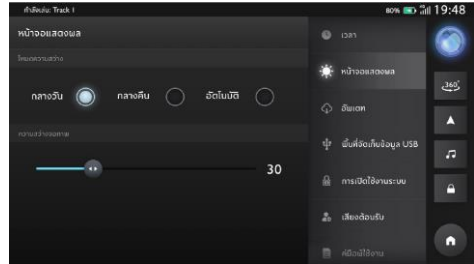 กำลังเล่น: Track 1
80% 19:48
หน้าจอแสดงผล
โหมดความสว่าง
กลางวัน
กลางคืน
อัตโนมัติ
ความสว่างจอภาพ
30
เวลา
หน้าจอแสดงผล
อัพเดท
พื้นที่จัดเก็บข้อมูล USB
การเปิดใช้งานระบบ
เสียงต้อนรับ
คู่มือผู้ใช้งาน
360°